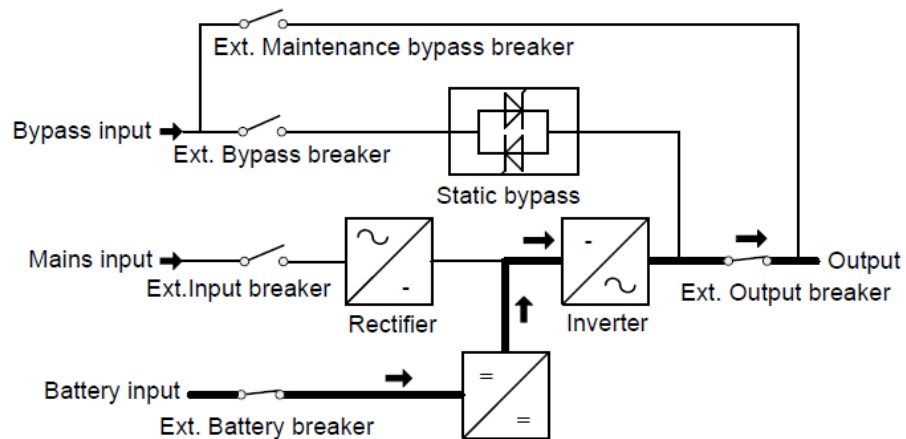 Ext. Maintenance bypass breaker
Bypass input
Ext. Bypass breaker
Static bypass
Mains input
Ext.Input breaker
Rectifier
-
-
Inverter
Output
Ext. Output breaker
Battery input
Ext. Battery breaker
=
=